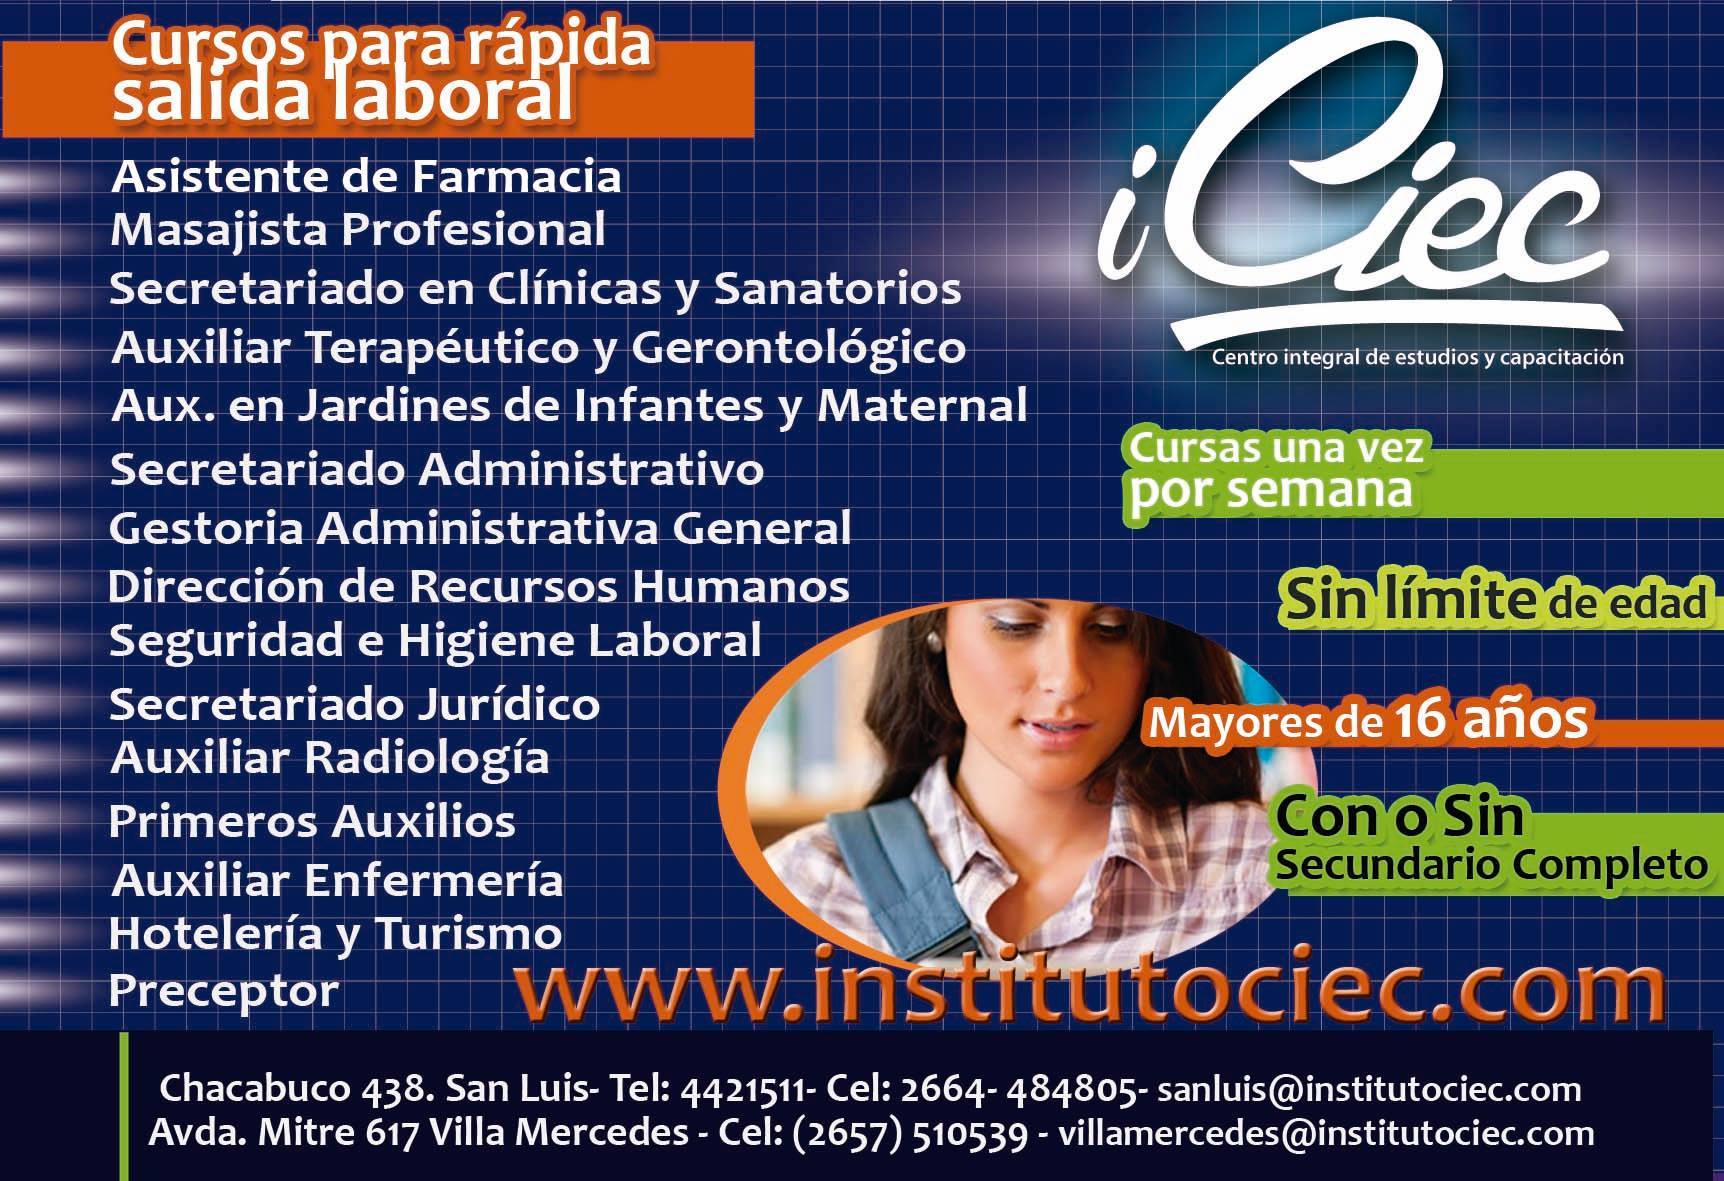 Cursos para rápida
salida laboral
Asistente de Farmacia
Masajista Profesional
Secretariado en Clínicas y Sanatorios
Auxiliar Terapéutico y Gerontológico
Aux. en Jardines de Infantes y Maternal
Secretariado Administrativo
Gestoria Administrativa General
Dirección de Recursos Humanos
Seguridad e Higiene Laboral
Secretariado Jurídico
Auxiliar Radiología
Primeros Auxilios
Auxiliar Enfermería
Hotelería y Turismo
Preceptor
iCiec
Centro integral de estudios y capacitación
Cursas una vez
por semana
Sin límite de edad
Mayores de 16 años
Con o Sin
Secundario Completo
www.institutociec.com
Chacabuco 438. San Luis- Tel: 4421511- Cel: 2664- 484805- sanluis@institutociec.com
Avda. Mitre 617 Villa Mercedes - Cel: (2657) 510539 - villamercedes@institutociec.com